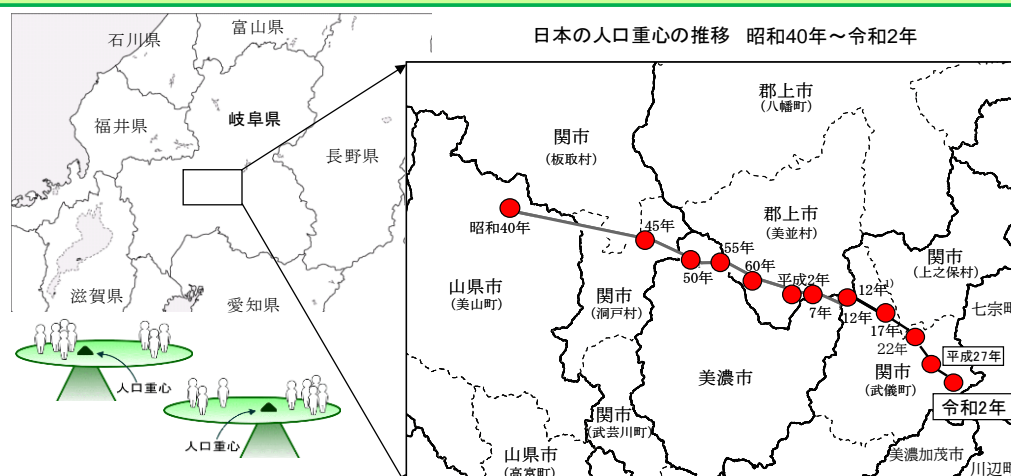 日本の人口重心の推移 昭和40年～令和2年
石川県
富山県
福井県
岐阜県
長野県
滋賀県
愛知県
人口重心
人口重心
郡上市
(八幡町)
関市
(板取村)
昭和40年
45年
郡上市
(美並村)
50年
55年
60年
平成2年
7年
12年
12年¹⁾
17年
22年
平成27年
令和2年
関市
(上之保村)
七宗町
山県市
(美山町)
関市
(洞戸村)
美濃市
関市
(武儀町)
関市
(武芸川町)
山県市
(高富町)
美濃加茂市
川辺町